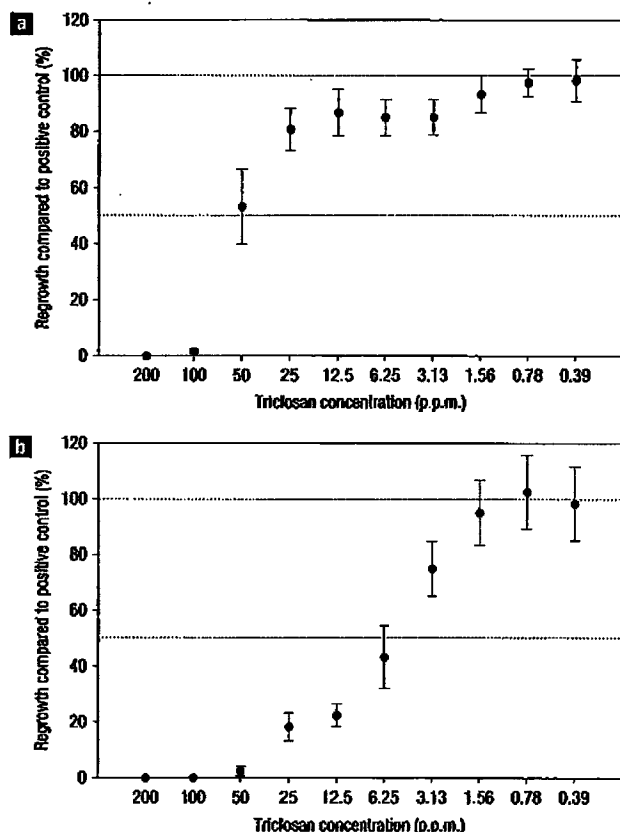 a
Regrowth compared to positive control (%)
120
100
80
60
40
20
0
200 100 50 25 12.5 6.25 3.13 1.56 0.78 0.39
Triclosan concentration (p.p.m.)
b
Regrowth compared to positive control (%)
120
100
80
60
40
20
0
200 100 50 25 12.5 6.25 3.13 1.56 0.78 0.39
Triclosan concentration (p.p.m.)